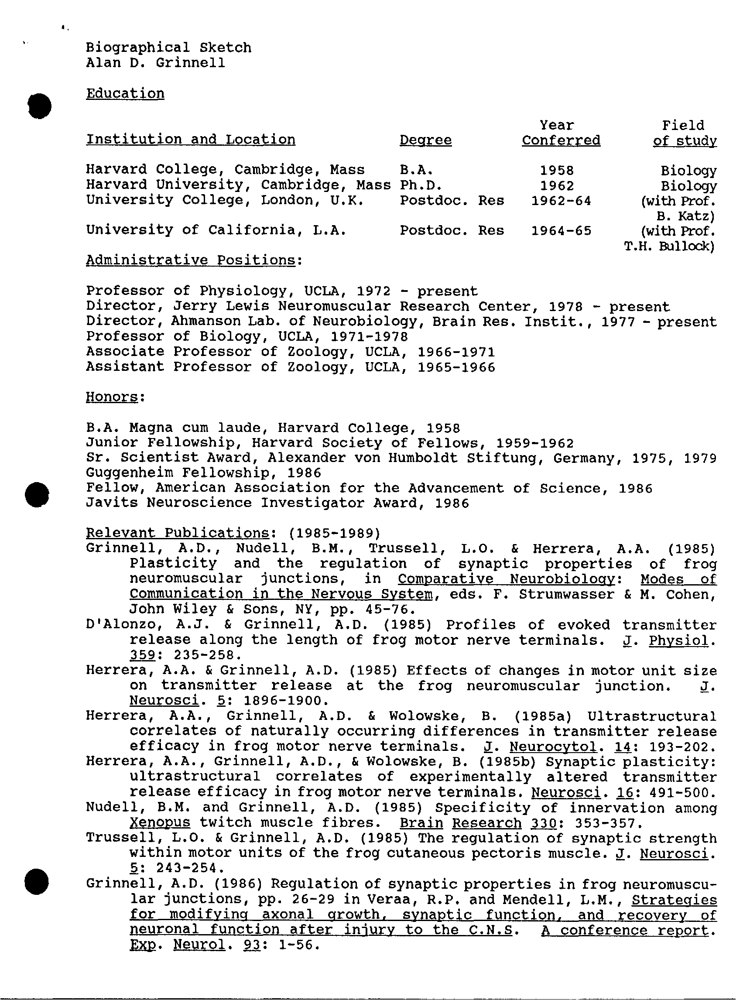 Biographical Sketch
Alan D. Grinnell
Education
Year Field
Institution and Location Degree Conferred of study
Harvard College, Cambridge, Mass B.A. 1958 Biology
Harvard University, Cambridge, Mass Ph.D. 1962 Biology
University College, London, U.K. Postdoc. Res 1962-64 (with Prof.
B. Katz)
University of California, L.A. Postdoc. Res 1964-65 (with Prof.
T.H. Bullock)
Administrative Positions:
Professor of Physiology, UCLA, 1972 - present
Director, Jerry Lewis Neuromuscular Research Center, 1978 - present
Director, Ahmanson Lab. of Neurobiology, Brain Res. Instit., 1977 - present
Professor of Biology, UCLA, 1971-1978
Associate Professor of Zoology, UCLA, 1966-1971
Assistant Professor of Zoology, UCLA, 1965-1966
Honors:
B.A. Magna cum laude, Harvard College, 1958
Junior Fellowship, Harvard Society of Fellows, 1959-1962
Sr. Scientist Award, Alexander von Humboldt Stiftung, Germany, 1975, 1979
Guggenheim Fellowship, 1986
Fellow, American Association for the Advancement of Science, 1986
Javits Neuroscience Investigator Award, 1986
Relevant Publications: (1985-1989)
Grinnell, A.D., Nudell, B.M., Trussell, L.O. & Herrera, A.A. (1985)
Plasticity and the regulation of synaptic properties of frog
neuromuscular junctions, in Comparative Neurobiology: Modes of
Communication in the Nervous System, eds. F. Strumwasser & M. Cohen,
John Wiley & Sons, NY, pp. 45-76.
D'Alonzo, A.J. & Grinnell, A.D. (1985) Profiles of evoked transmitter
release along the length of frog motor nerve terminals. J. Physiol.
359: 235-258.
Herrera, A.A. & Grinnell, A.D. (1985) Effects of changes in motor unit size
on transmitter release at the frog neuromuscular junction. J.
Neurosci. 5: 1896-1900.
Herrera, A.A., Grinnell, A.D. & Wolowske, B. (1985a) Ultrastructural
correlates of naturally occurring differences in transmitter release
efficacy in frog motor nerve terminals. J. Neurocytol. 14: 193-202.
Herrera, A.A., Grinnell, A.D., & Wolowske, B. (1985b) Synaptic plasticity:
ultrastructural correlates of experimentally altered transmitter
release efficacy in frog motor nerve terminals. Neurosci. 16: 491-500.
Nudell, B.M. and Grinnell, A.D. (1985) Specificity of innervation among
Xenopus twitch muscle fibres. Brain Research 330: 353-357.
Trussell, L.O. & Grinnell, A.D. (1985) The regulation of synaptic strength
within motor units of the frog cutaneous pectoris muscle. J. Neurosci.
5: 243-254.
Grinnell, A.D. (1986) Regulation of synaptic properties in frog neuromuscu-
lar junctions, pp. 26-29 in Veraa, R.P. and Mendell, L.M., Strategies
for modifying axonal growth, synaptic function, and recovery of
neuronal function after injury to the C.N.S. A conference report.
Exp. Neurol. 93: 1-56.